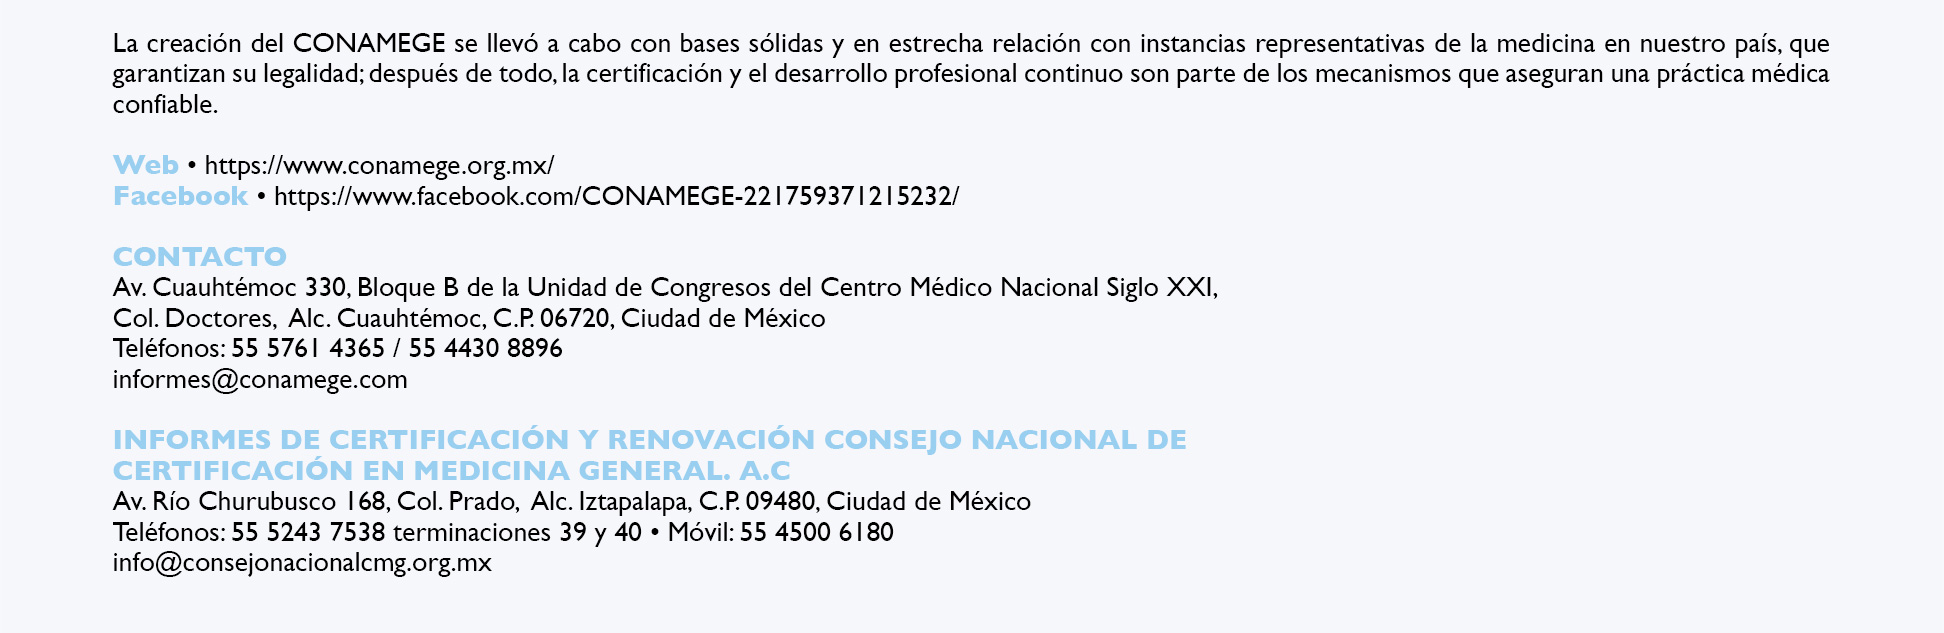 La creación del CONAMEGE se llevó a cabo con bases sólidas y en estrecha relación con instancias representativas de la medicina en nuestro país, que
garantizan su legalidad; después de todo, la certificación y el desarrollo profesional continuo son parte de los mecanismos que aseguran una práctica médica
confiable.
Web • https://www.conamege.org.mx/
Facebook • https://www.facebook.com/CONAMEGE-221759371215232/
CONTACTO
Av. Cuauhtémoc 330, Bloque B de la Unidad de Congresos del Centro Médico Nacional Siglo XXI,
Col. Doctores, Alc. Cuauhtémoc, C.P. 06720, Ciudad de México
Teléfonos: 55 5761 4365 / 55 4430 8896
informes@conamege.com
INFORMES DE CERTIFICACIÓN Y RENOVACIÓN CONSEJO NACIONAL DE
CERTIFICACIÓN EN MEDICINA GENERAL. A.C
Av. Río Churubusco 168, Col. Prado, Alc. Iztapalapa, C.P. 09480, Ciudad de México
Teléfonos: 55 5243 7538 terminaciones 39 y 40 • Móvil: 55 4500 6180
info@consejonacionalcmg.org.mx